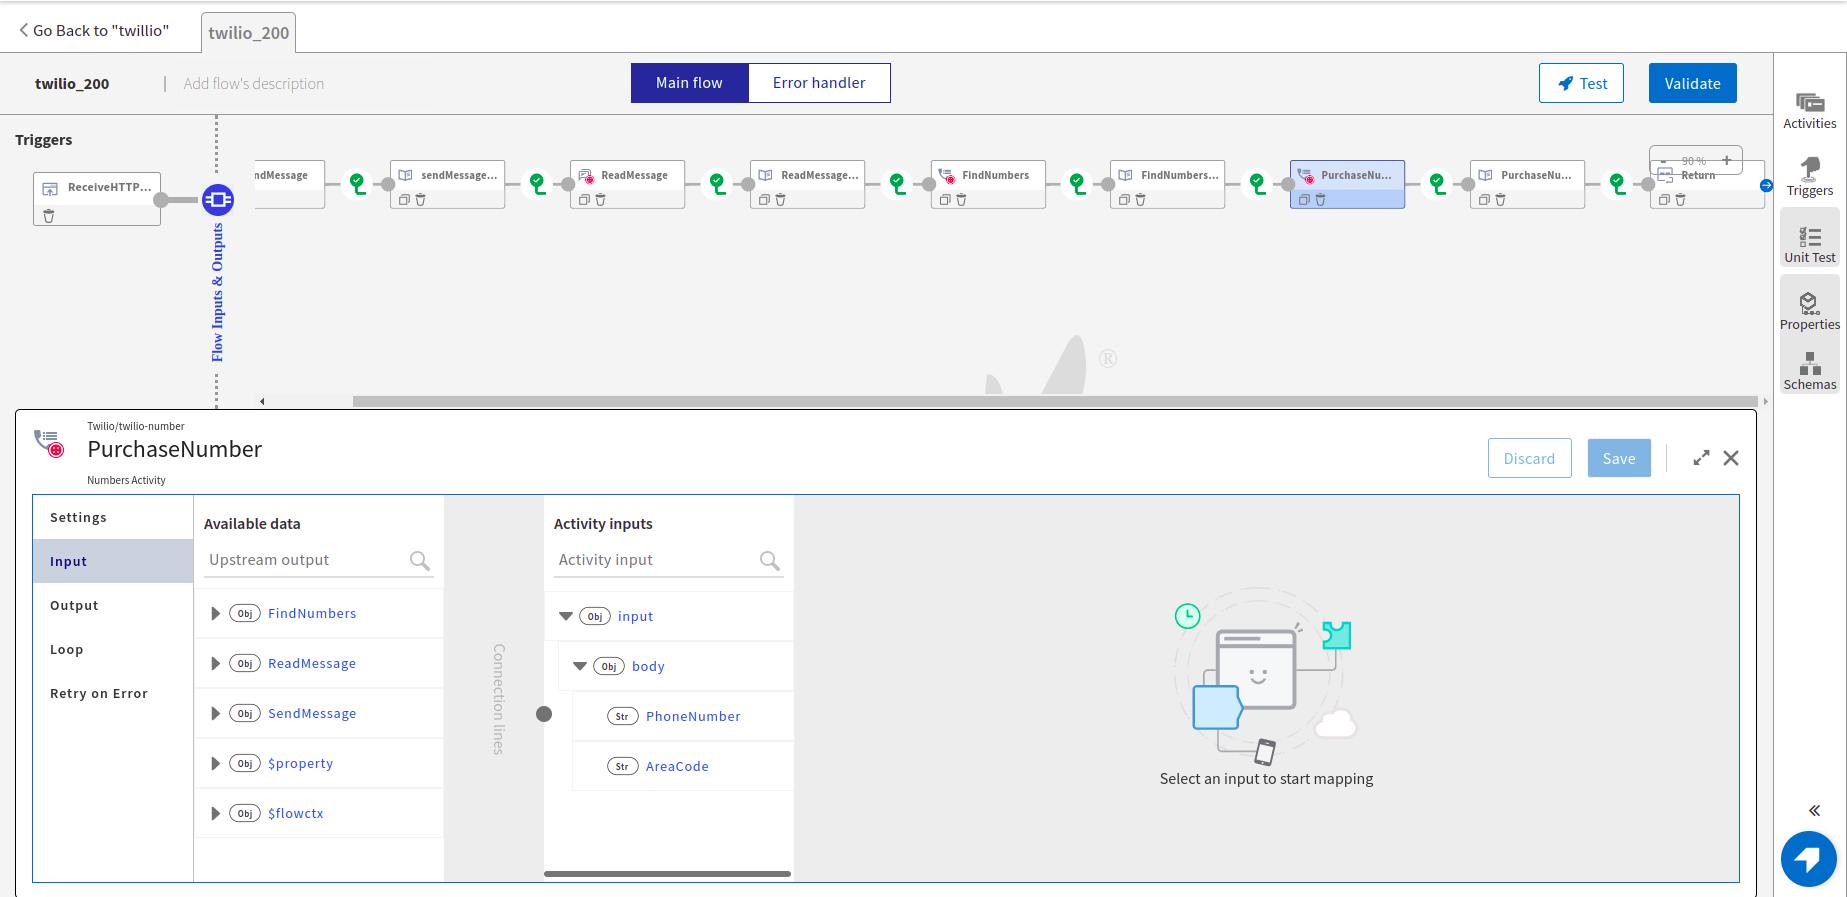 Go Back to "twillio"
twilio_200
twilio_200 | Add flow's description
Main flow
Error handler
Test
Validate
Activities
Triggers
Unit Test
Properties
Schemas
Triggers
ReceiveHTTP...
Flow Inputs & Outputs
ndMessage
sendMessage...
ReadMessage
ReadMessage...
FindNumbers
FindNumbers...
PurchaseNu...
PurchaseNu...
- 90 % +
Return
®
Twilio/twilio-number
PurchaseNumber
Numbers Activity
Discard
Save
Settings
Input
Output
Loop
Retry on Error
Available data
Upstream output
Obj FindNumbers
Obj ReadMessage
Obj SendMessage
Obj $property
Obj $flowctx
Connection lines
Activity inputs
Activity input
Obj input
Obj body
Str PhoneNumber
Str AreaCode
Select an input to start mapping